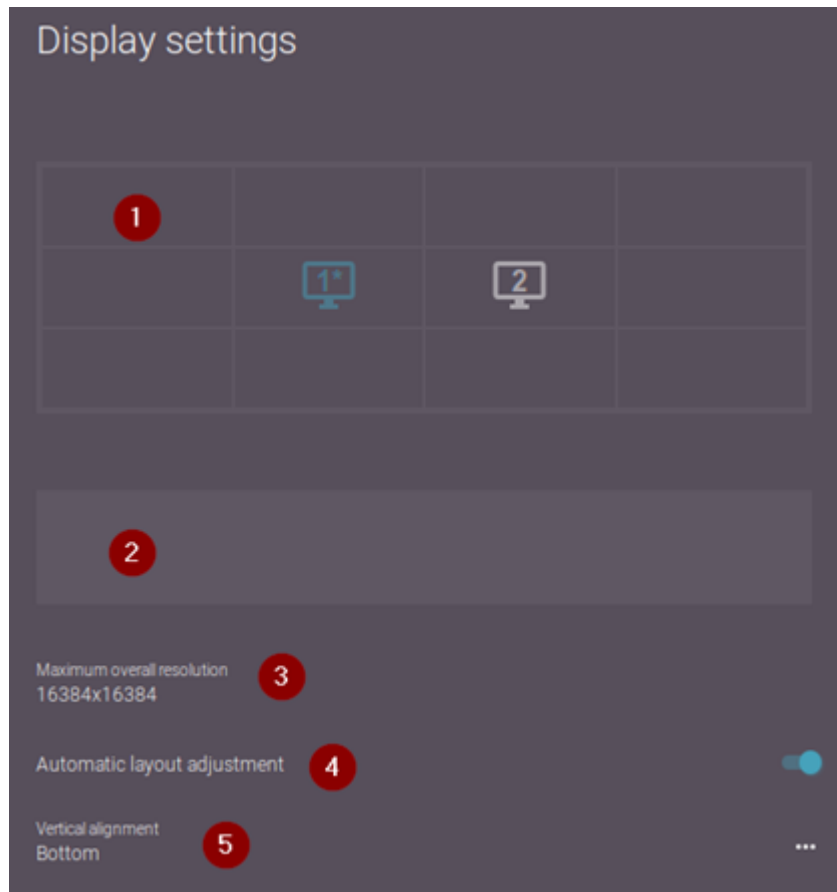 Display settings
1
1* 2
2
Maximum overall resolution 3
16384x16384
Automatic layout adjustment 4
Vertical alignment 5
Bottom ...